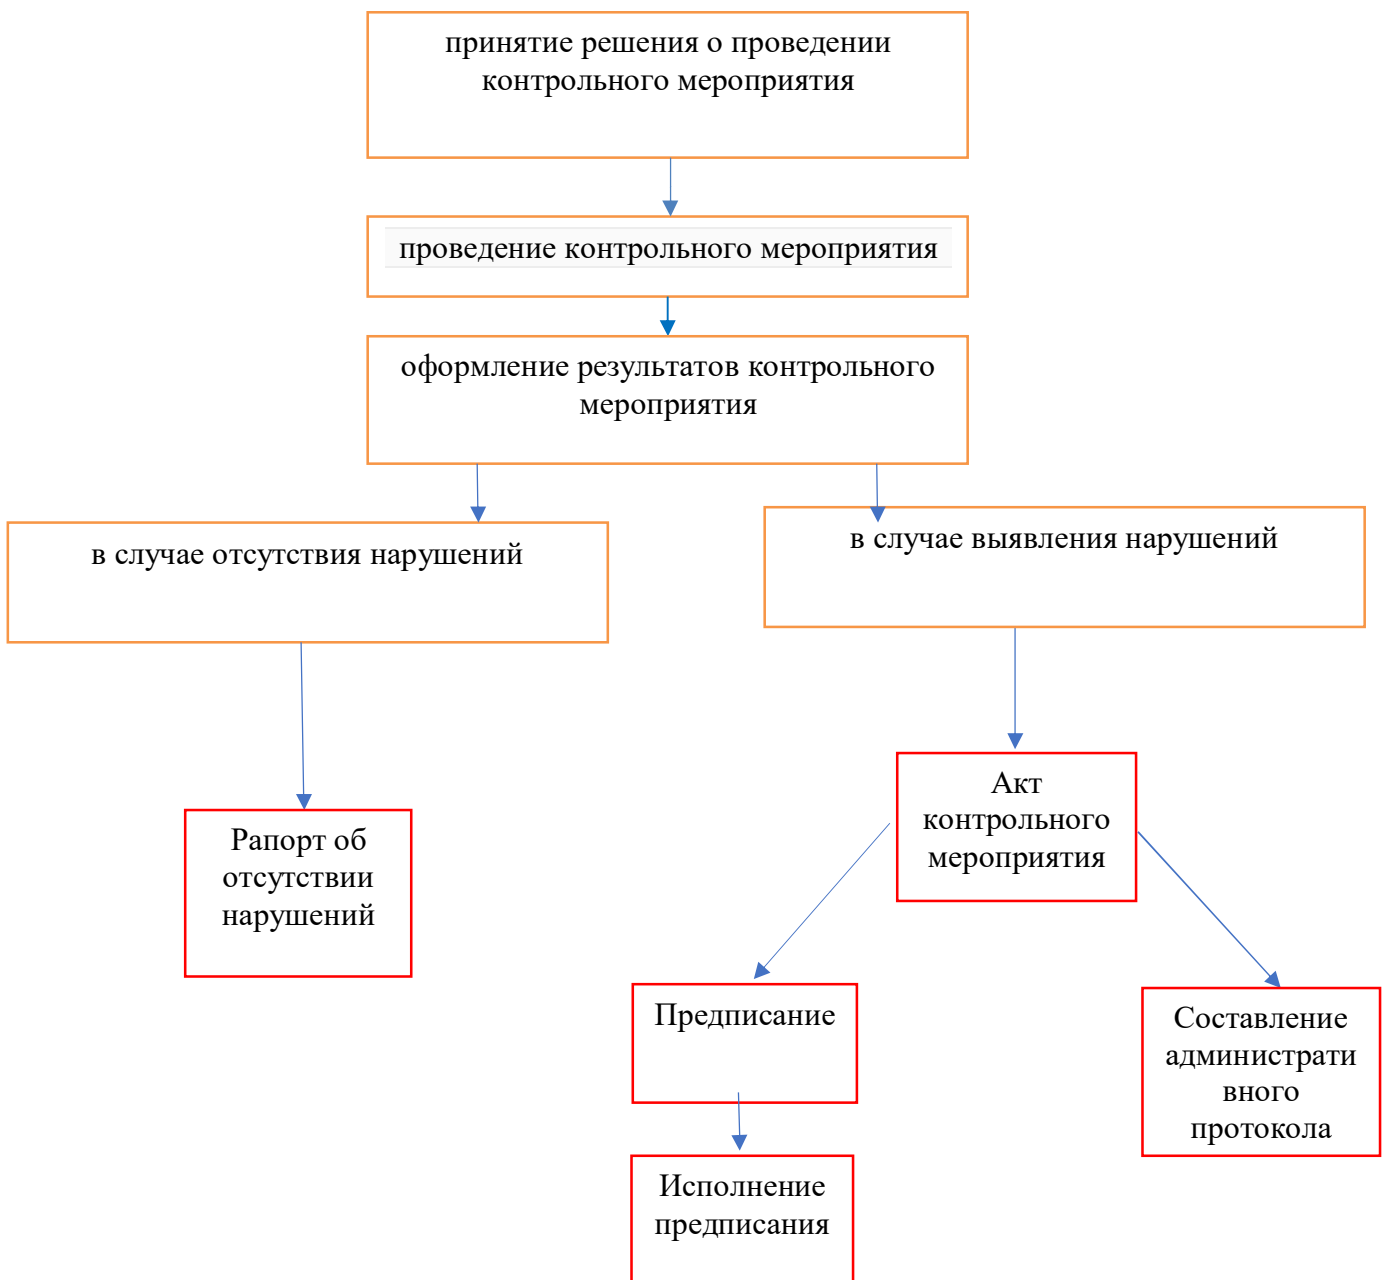 принятие решения о проведении
контрольного мероприятия
проведение контрольного мероприятия
оформление результатов контрольного
мероприятия
в случае отсутствия нарушений
в случае выявления нарушений
Рапорт об
отсутствии
нарушений
Акт
контрольного
мероприятия
Предписание
Составление
администрати
вного
протокола
Исполнение
предписания